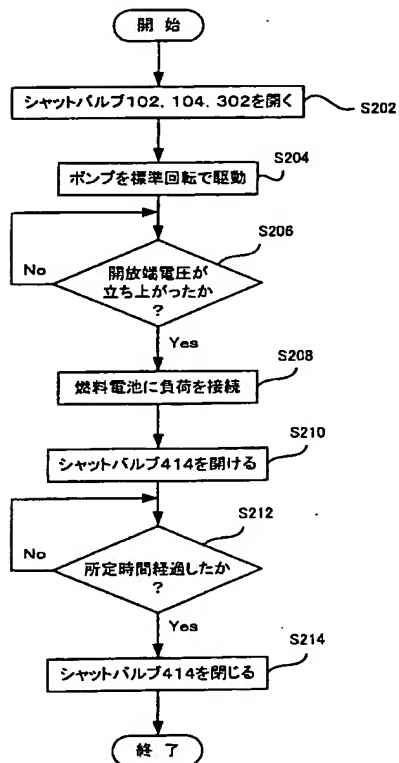 開 始
シャットバルブ102, 104, 302を開く
S202
S204
ポンプを標準回転で駆動
S206
No
開放端電圧が
立ち上がったか
?
Yes
S208
燃料電池に負荷を接続
S210
シャットバルブ414を開ける
S212
No
所定時間経過したか
?
Yes
S214
シャットバルブ414を閉じる
終 了